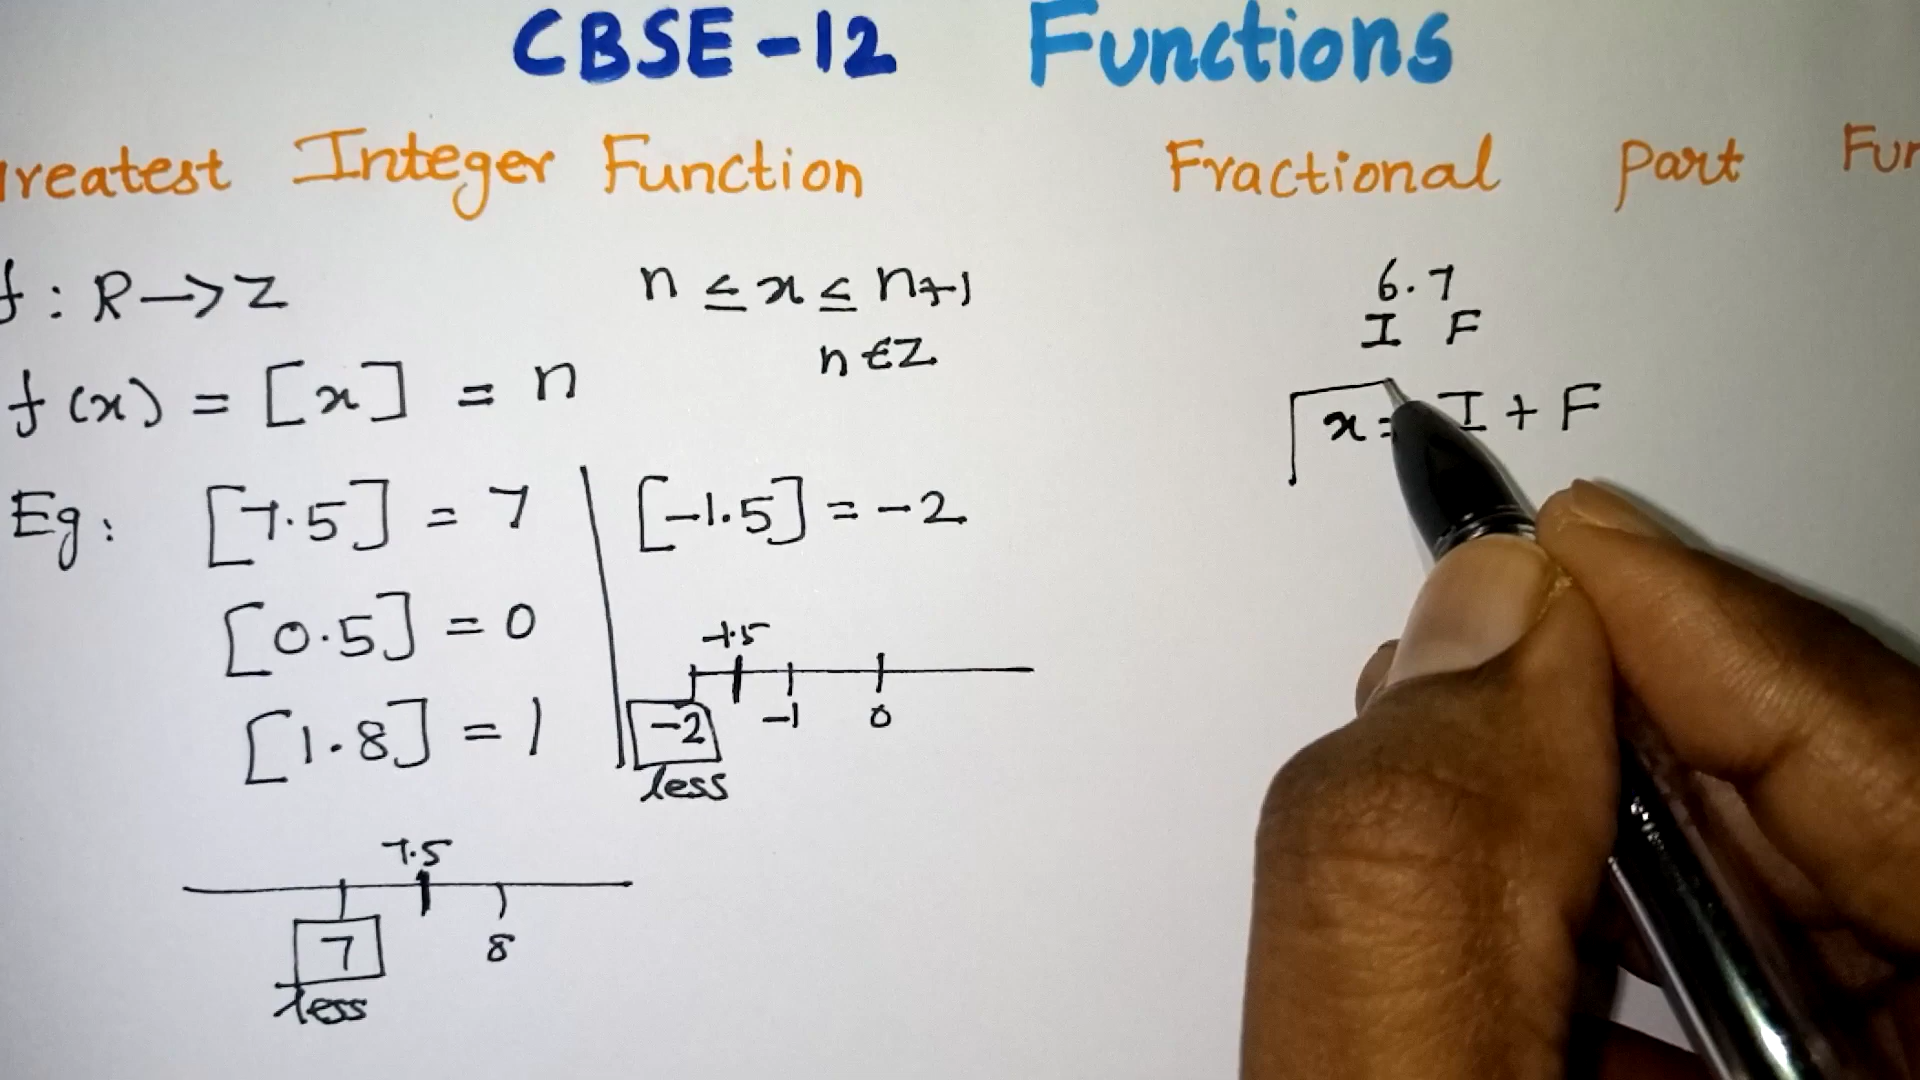 CBSE-12 Functions
reatest Integer Function
f : R → Z
n ≤ x ≤ n+1
n ∈ Z
f(x) = [x] = n
Eg: [7.5] = 7
[0.5] = 0
[1.8] = 1
7.5
7 8
less
[-1.5] = -2
-1.5
-2 -1 0
less
Fractional part Fun
6.7
I F
x = I + F